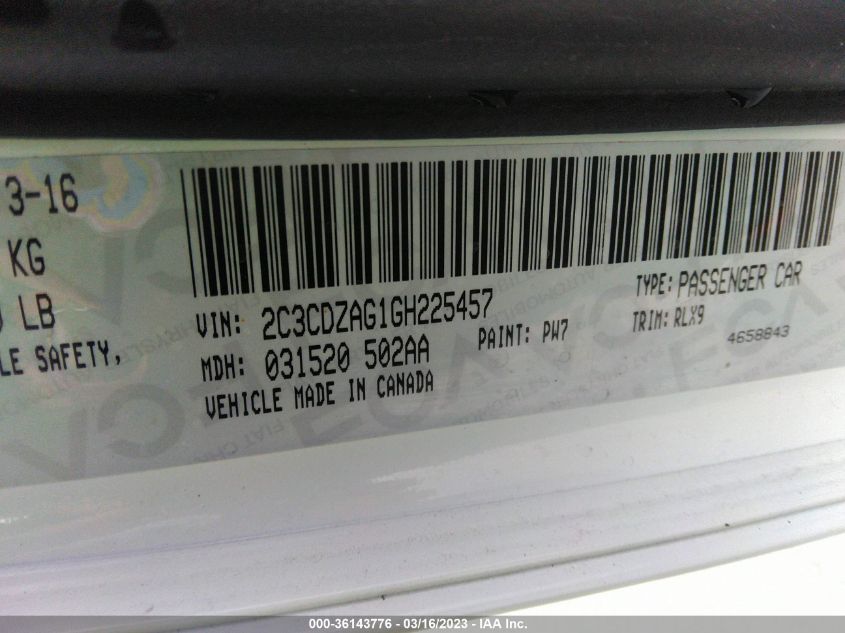 3-16
KG
LB
LE SAFETY,
VIN: 2C3CDZAG1GH225457
TYPE: PASSENGER CAR
MDH: 031520 502AA
PAINT: PW7
TRIM: RLX9
4658843
VEHICLE MADE IN CANADA
000-36143776 - 03/16/2023 - IAA Inc.